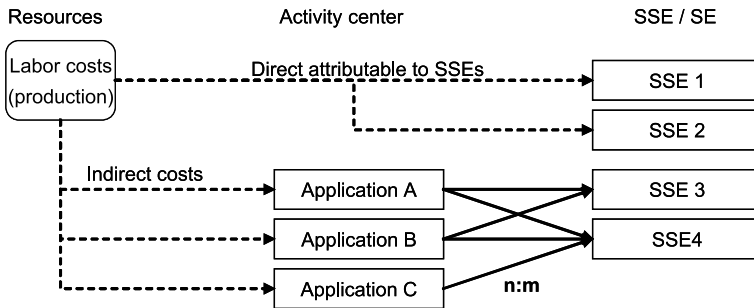 Resources
Activity center
SSE / SE
Labor costs
(production)
Direct attributable to SSEs
SSE 1
SSE 2
Indirect costs
Application A
SSE 3
Application B
SSE4
Application C
n:m